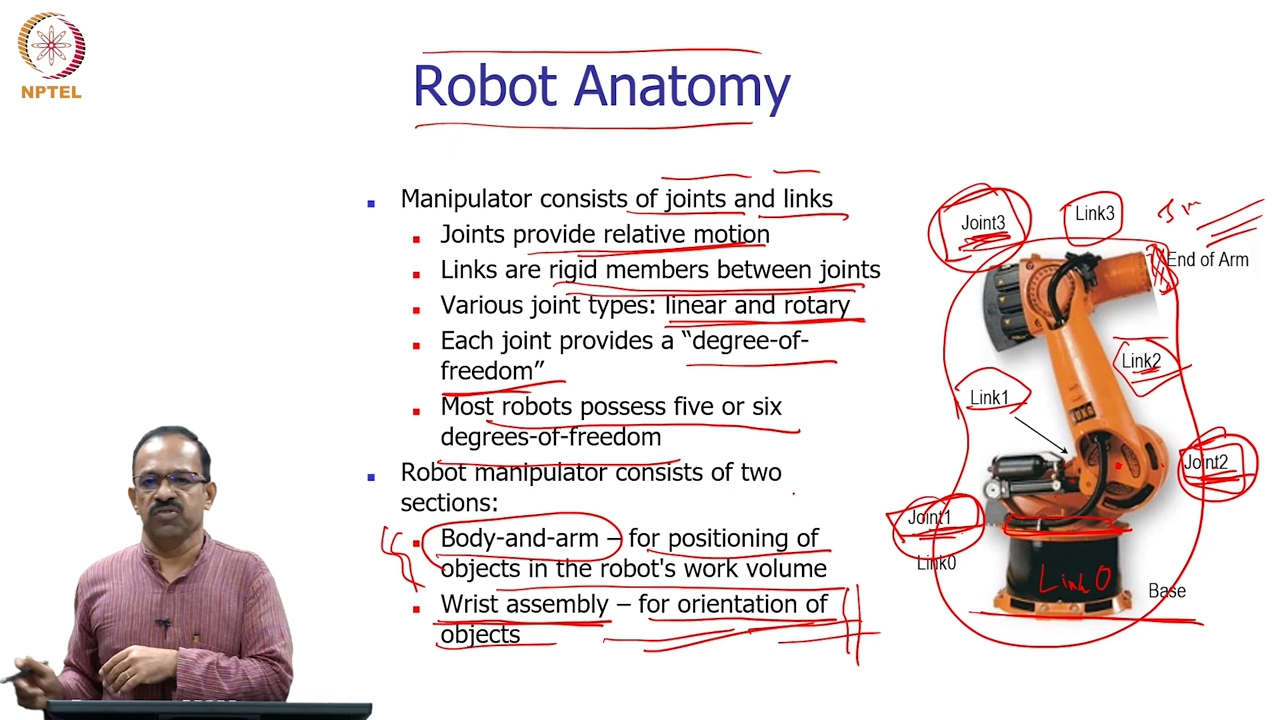 NPTEL
Robot Anatomy
Manipulator consists of joints and links
Joints provide relative motion
Links are rigid members between joints
Various joint types: linear and rotary
Each joint provides a “degree-of-
freedom”
Most robots possess five or six
degrees-of-freedom
Robot manipulator consists of two
sections:
Body-and-arm – for positioning of
objects in the robot's work volume
Wrist assembly – for orientation of
objects
Joint3
Link3
End of Arm
Link2
Link1
Joint2
Joint1
Link0
Link0
Base